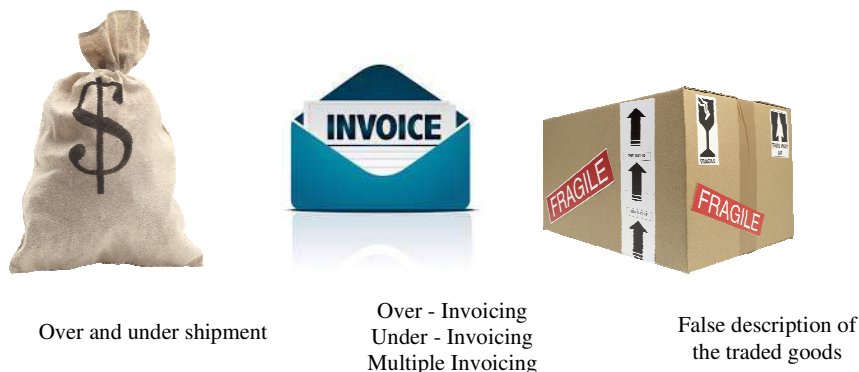 $
INVOICE
FRAGILE
FRAGILE
FRAGILE
Over and under shipment
Over - Invoicing
Under - Invoicing
Multiple Invoicing
False description of
the traded goods